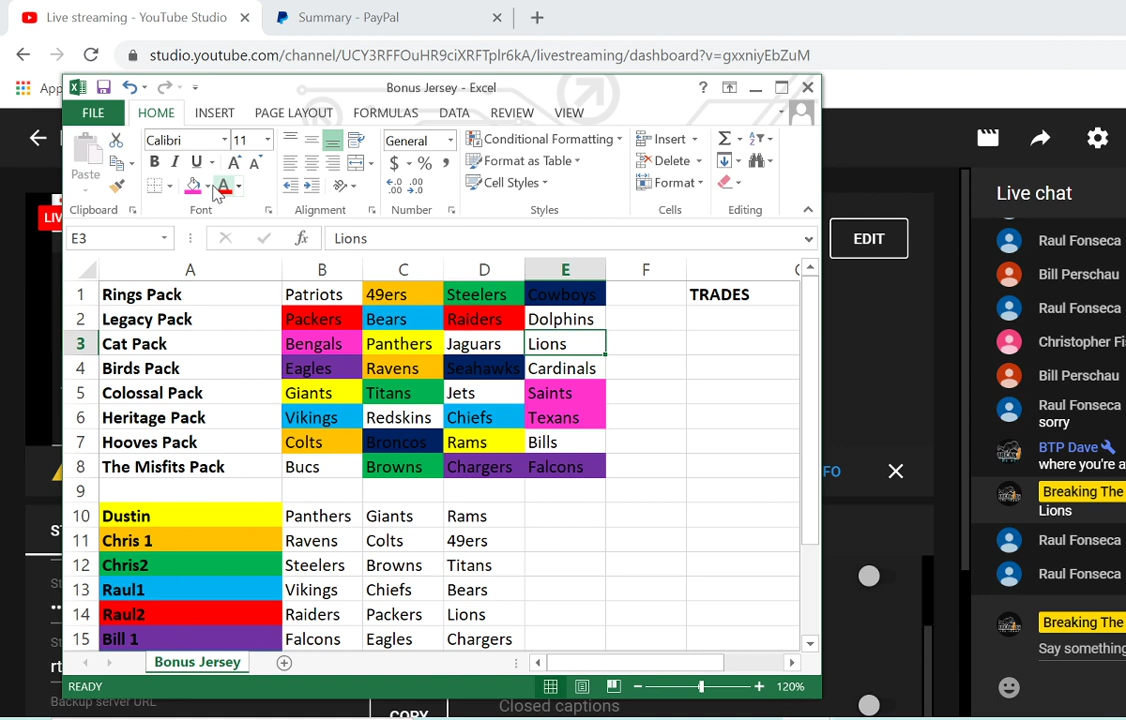 Live streaming - YouTube Studio
Summary - PayPal
studio.youtube.com/channel/UCY3RFFOuHR9ciXRFTplr6kA/livestreaming/dashboard?v=gxxniyEbZuM
Bonus Jersey - Excel
FILE HOME INSERT PAGE LAYOUT FORMULAS DATA REVIEW VIEW
Paste
Calibri 11
B I U
General
$ % ,
Conditional Formatting
Format as Table
Cell Styles
Insert
Delete
Format
Clipboard Font Alignment Number Styles Cells Editing
E3 fx Lions
A B C D E F
1 Rings Pack Patriots 49ers Steelers Cowboys TRADES
2 Legacy Pack Packers Bears Raiders Dolphins
3 Cat Pack Bengals Panthers Jaguars Lions
4 Birds Pack Eagles Ravens Seahawks Cardinals
5 Colossal Pack Giants Titans Jets Saints
6 Heritage Pack Vikings Redskins Chiefs Texans
7 Hooves Pack Colts Broncos Rams Bills
8 The Misfits Pack Bucs Browns Chargers Falcons
9
10 Dustin Panthers Giants Rams
11 Chris 1 Ravens Colts 49ers
12 Chris2 Steelers Browns Titans
13 Raul1 Vikings Chiefs Bears
14 Raul2 Raiders Packers Lions
15 Bill 1 Falcons Eagles Chargers
Bonus Jersey
READY
120%
EDIT
Backup server URL
COPY
Closed captions
Live chat
Raul Fonseca
Bill Perschau
Raul Fonseca
Christopher
Bill Perschau
Raul Fonseca
sorry
BTP Dave
where you're
Breaking The
Lions
Raul Fonseca
Raul Fonseca
Breaking The
Say something